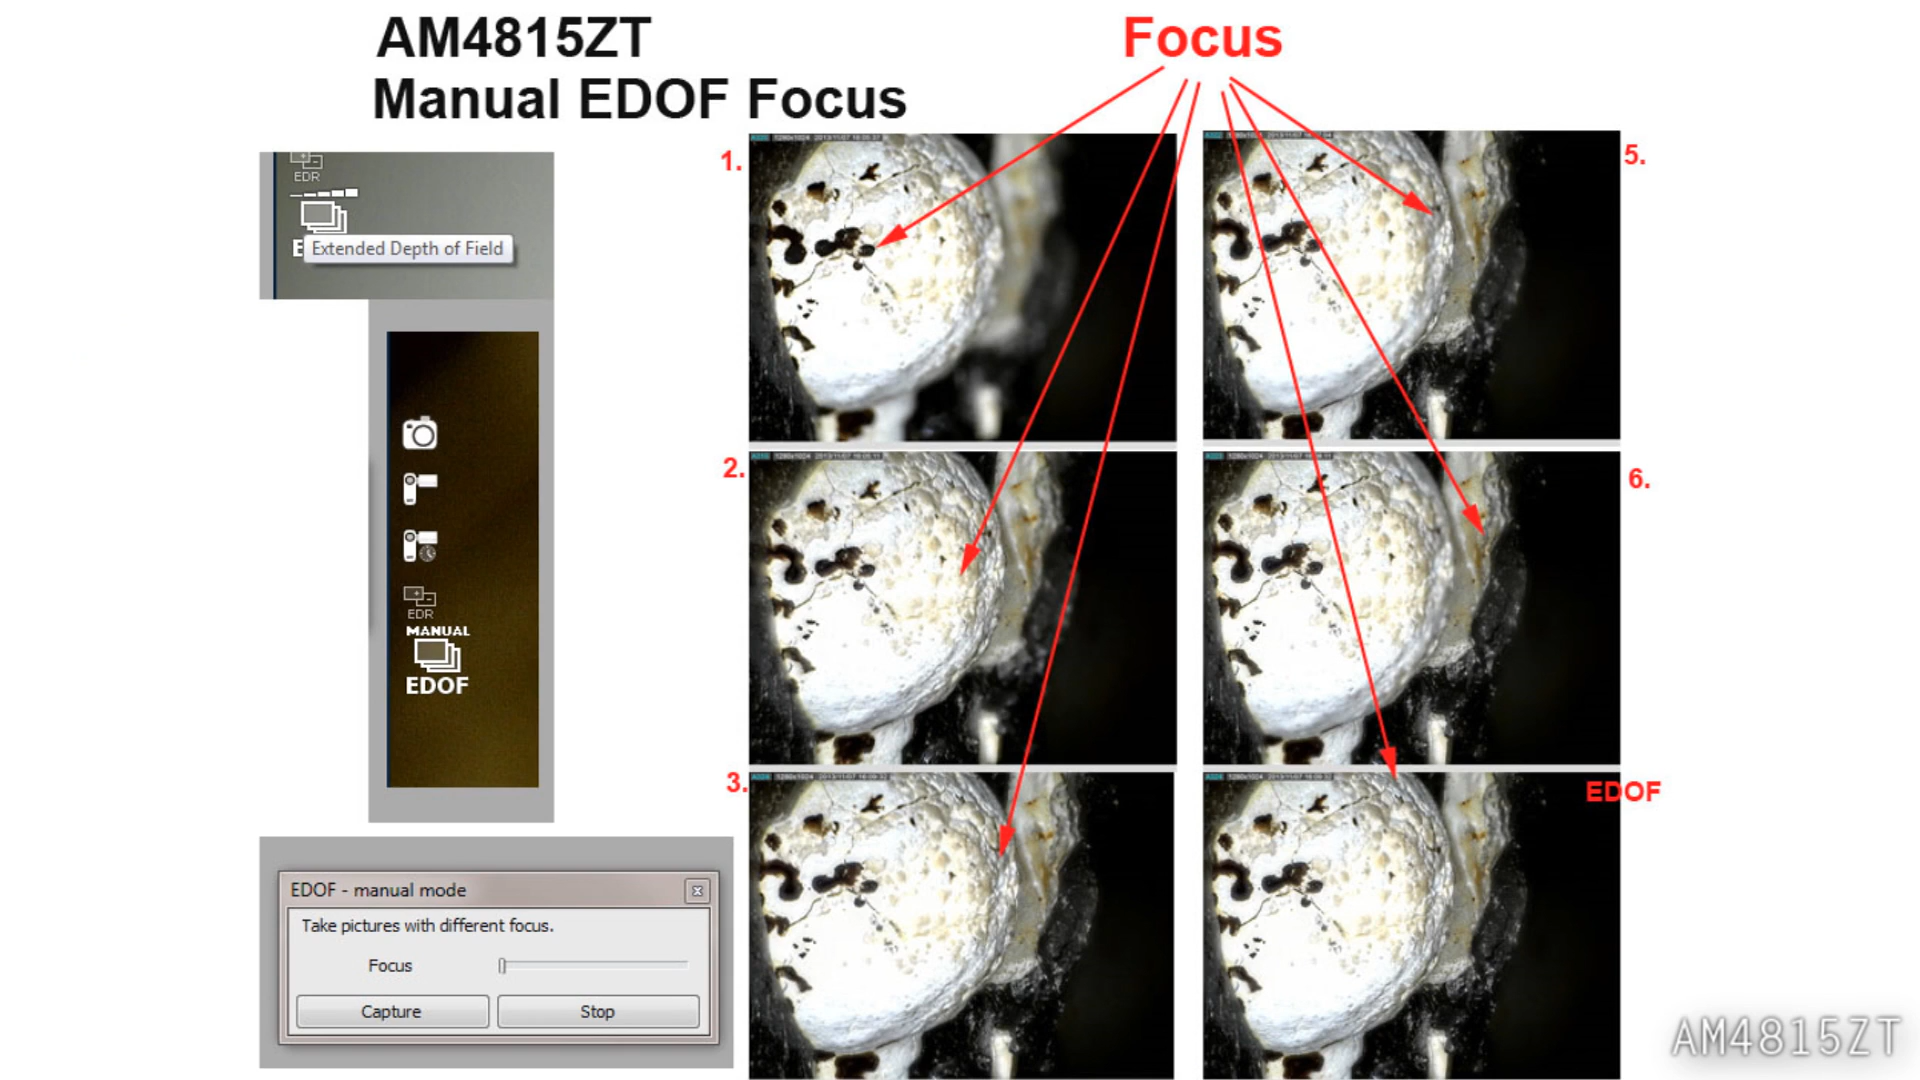 AM4815ZT
Manual EDOF Focus
Focus
EDR
E
Extended Depth of Field
EDR
MANUAL
EDOF
EDOF - manual mode
Take pictures with different focus.
Focus
Capture
Stop
1.
2.
3.
5.
6.
EDOF
AM4815ZT